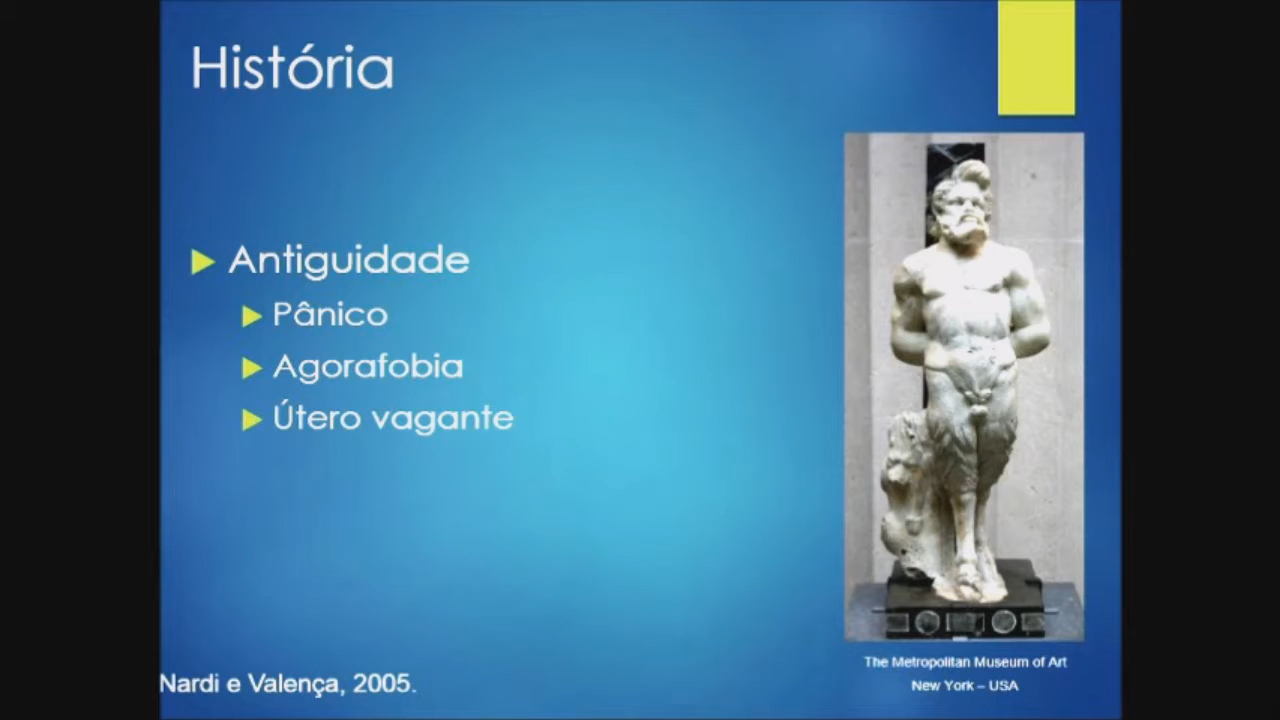 História
Antiguidade
Pânico
Agorafobia
Útero vagante
The Metropolitan Museum of Art
New York – USA
Nardi e Valença, 2005.